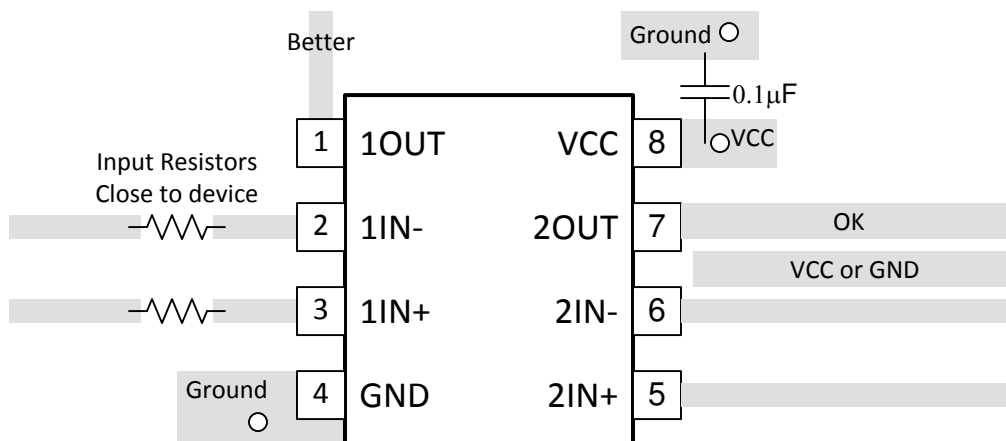 Better
Ground
0.1μF
1 1OUT VCC 8 VCC
Input Resistors
Close to device
2 1IN- 2OUT 7 OK
VCC or GND
3 1IN+ 2IN- 6
Ground
4 GND 2IN+ 5